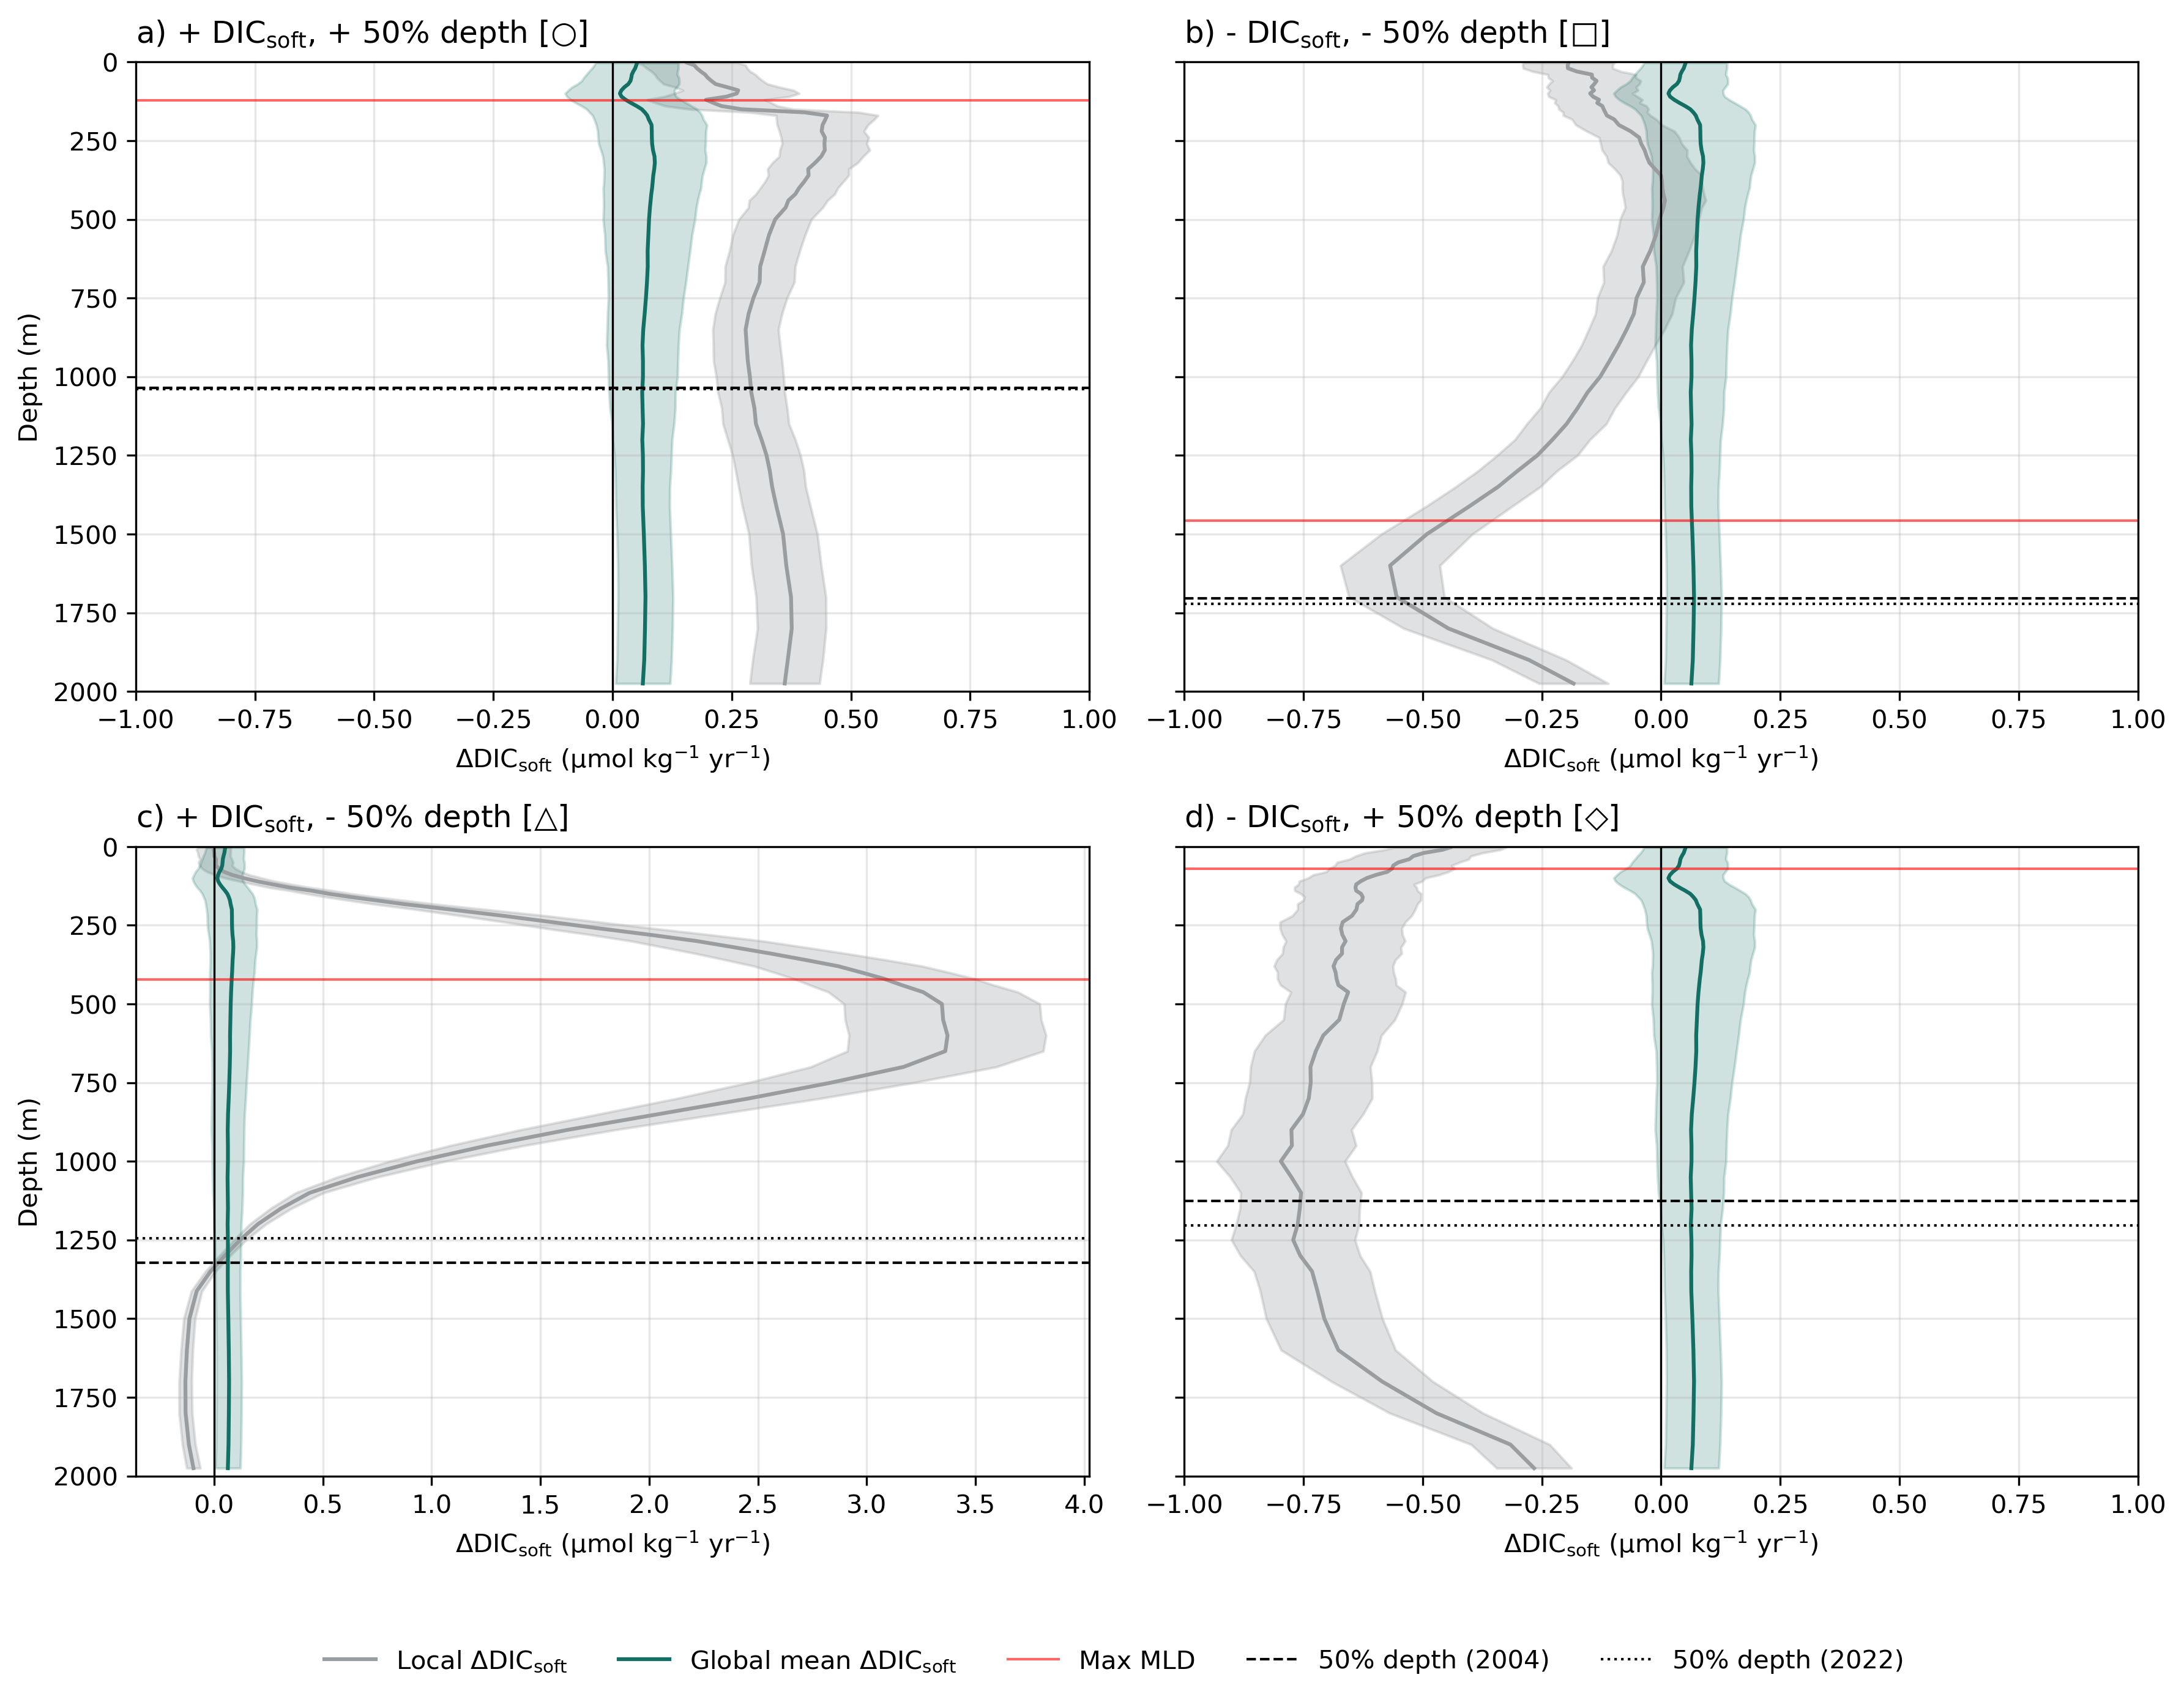 a) + DICsoft, + 50% depth [○]
b) - DICsoft, - 50% depth [□]
0
250
500
750
1000
1250
1500
1750
2000
Depth (m)
−1.00 −0.75 −0.50 −0.25 0.00 0.25 0.50 0.75 1.00
ΔDICsoft (µmol kg⁻¹ yr⁻¹)
−1.00 −0.75 −0.50 −0.25 0.00 0.25 0.50 0.75 1.00
ΔDICsoft (µmol kg⁻¹ yr⁻¹)
c) + DICsoft, - 50% depth [△]
d) - DICsoft, + 50% depth [◇]
0
250
500
750
1000
1250
1500
1750
2000
Depth (m)
0.0 0.5 1.0 1.5 2.0 2.5 3.0 3.5 4.0
ΔDICsoft (µmol kg⁻¹ yr⁻¹)
−1.00 −0.75 −0.50 −0.25 0.00 0.25 0.50 0.75 1.00
ΔDICsoft (µmol kg⁻¹ yr⁻¹)
Local ΔDICsoft Global mean ΔDICsoft Max MLD 50% depth (2004) 50% depth (2022)